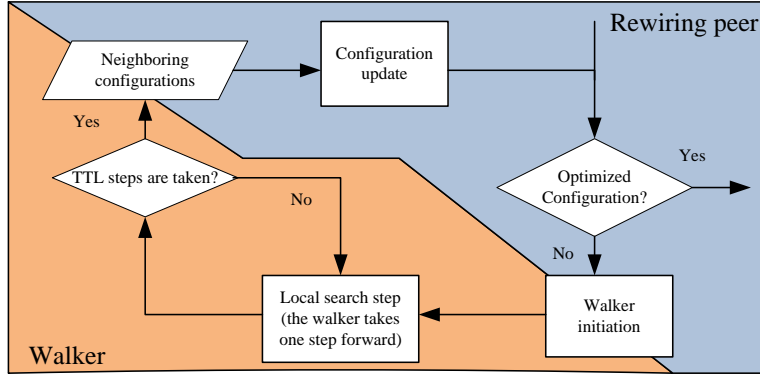 Rewiring peer
Neighboring
configurations
Configuration
update
Yes
TTL steps are taken?
No
Optimized
Configuration?
Yes
No
Local search step
(the walker takes
one step forward)
Walker
initiation
Walker